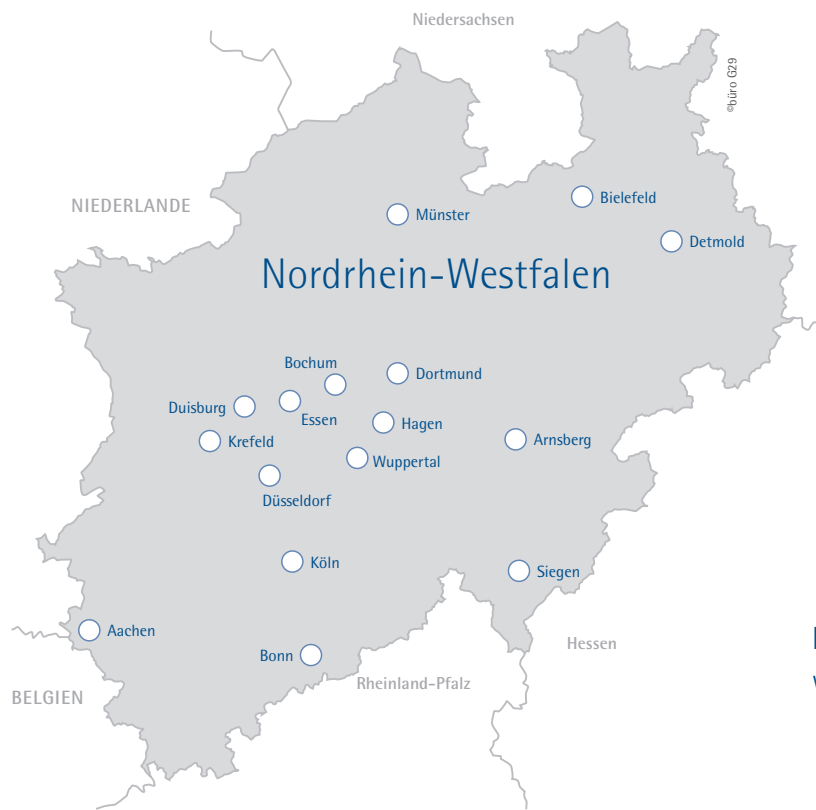 Niedersachsen
©büro G29
NIEDERLANDE
Bielefeld
Münster
Detmold
Nordrhein-Westfalen
Bochum
Dortmund
Duisburg
Essen
Hagen
Krefeld
Arnsberg
Wuppertal
Düsseldorf
Köln
Siegen
Aachen
Hessen
Bonn
Rheinland-Pfalz
BELGIEN